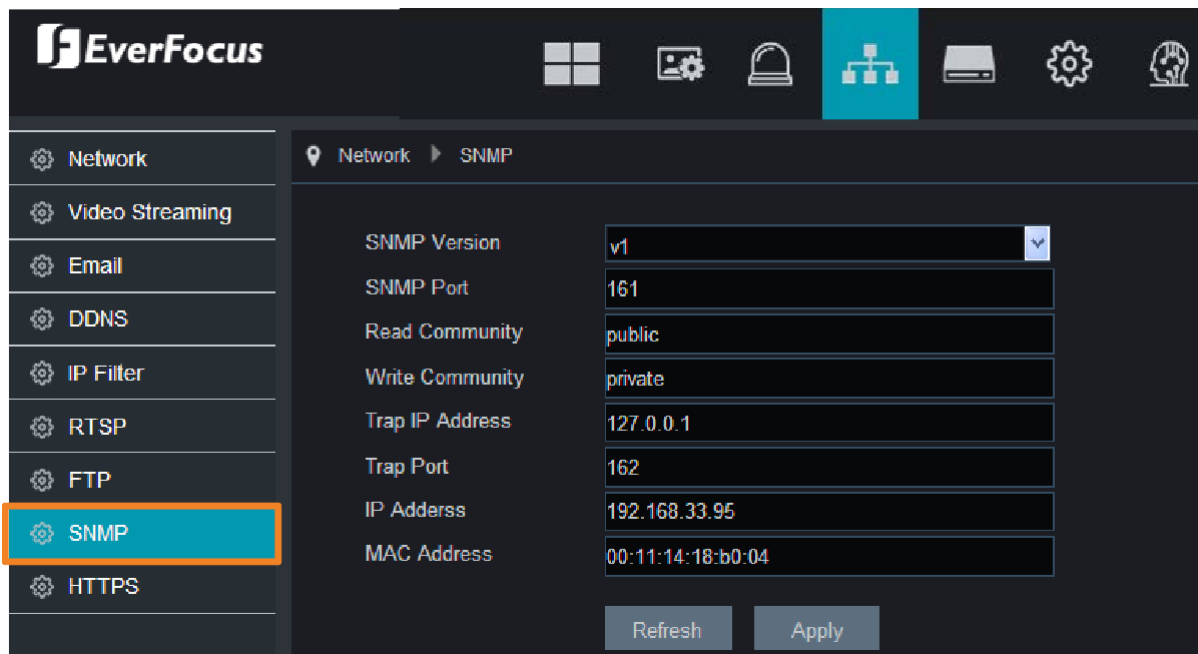 EverFocus
Network
Video Streaming
Email
DDNS
IP Filter
RTSP
FTP
SNMP
HTTPS
Network SNMP
SNMP Version v1
SNMP Port 161
Read Community public
Write Community private
Trap IP Address 127.0.0.1
Trap Port 162
IP Adderss 192.168.33.95
MAC Address 00:11:14:18:b0:04
Refresh Apply